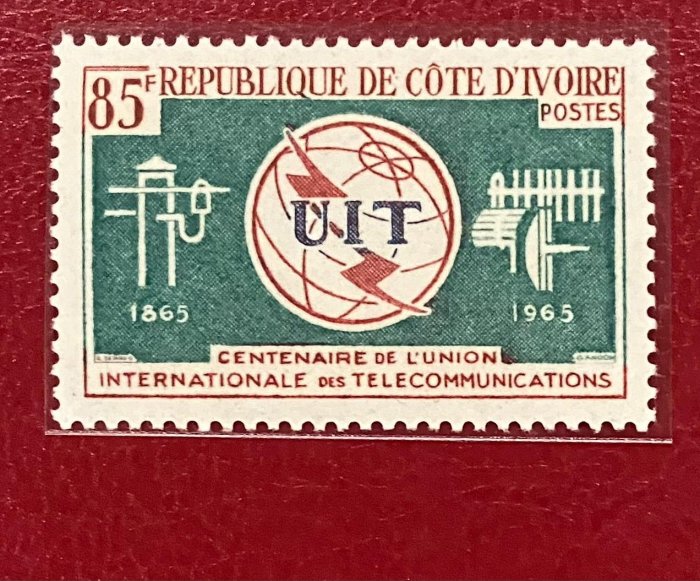 85F REPUBLIQUE DE CÔTE D'IVOIRE
POSTES
UIT
1865
1965
CENTENAIRE DE L'UNION
INTERNATIONALE DES TELECOMMUNICATIONS